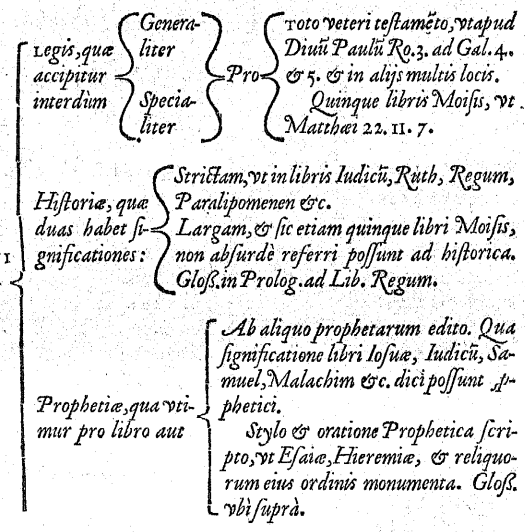 Legis, quæ
accipitur
interdùm
Genera-
liter
Specia-
liter
Pro
Toto veteri testamẽto, vt apud
Diuũ Paulũ Ro. 3. ad Gal. 4.
& 5. & in alijs multis locis.
Quinque libris Moisis, vt
Matthæi 22. 11. 7.
Historiæ, quæ
duas habet si-
gnificationes:
Strictam, vt in libris Iudicũ, Ruth, Regum,
Paralipomenen &c.
Largam, & sic etiam quinque libri Moisis,
non absurdè referri possunt ad historica.
Gloss. in Prolog. ad Lib. Regum.
Prophetiæ, qua vti-
mur pro libro aut
Ab aliquo prophetarum edito. Qua
significatione libri Iosuæ, Iudicũ, Sa-
muel, Malachim &c. dici possunt ꝓ-
phetici.
Stylo & oratione Prophetica scri-
pto, vt Esaiæ, Hieremiæ, & reliquo-
rum eius ordinis monumenta. Gloss.
vbi suprà.